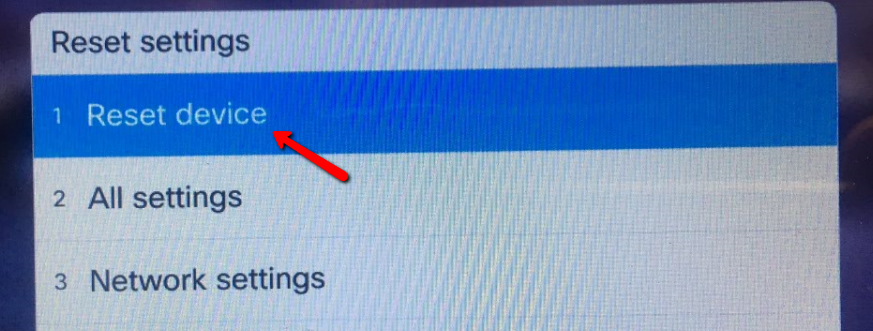 Reset settings
1 Reset device
2 All settings
3 Network settings